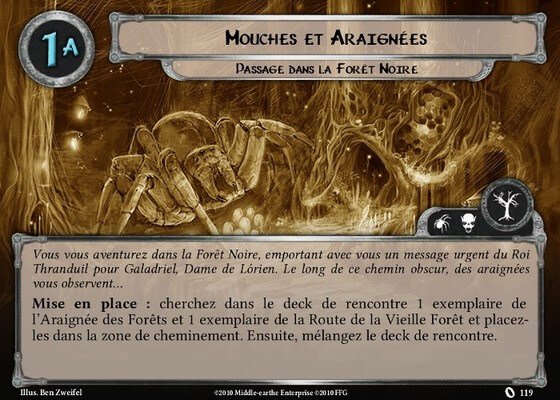 1A
Mouches et Araignées
Passage dans la Forêt Noire
Vous vous aventurez dans la Forêt Noire, emportant avec vous un message urgent du Roi
Thranduil pour Galadriel, Dame de Lórien. Le long de ce chemin obscur, des araignées
vous observent...
Mise en place : cherchez dans le deck de rencontre 1 exemplaire de
l'Araignée des Forêts et 1 exemplaire de la Route de la Vieille Forêt et placez-
les dans la zone de cheminement. Ensuite, mélangez le deck de rencontre.
Illus. Ben Zweifel
©2010 Middle-earthe Enterprise ©2010 FFG
119